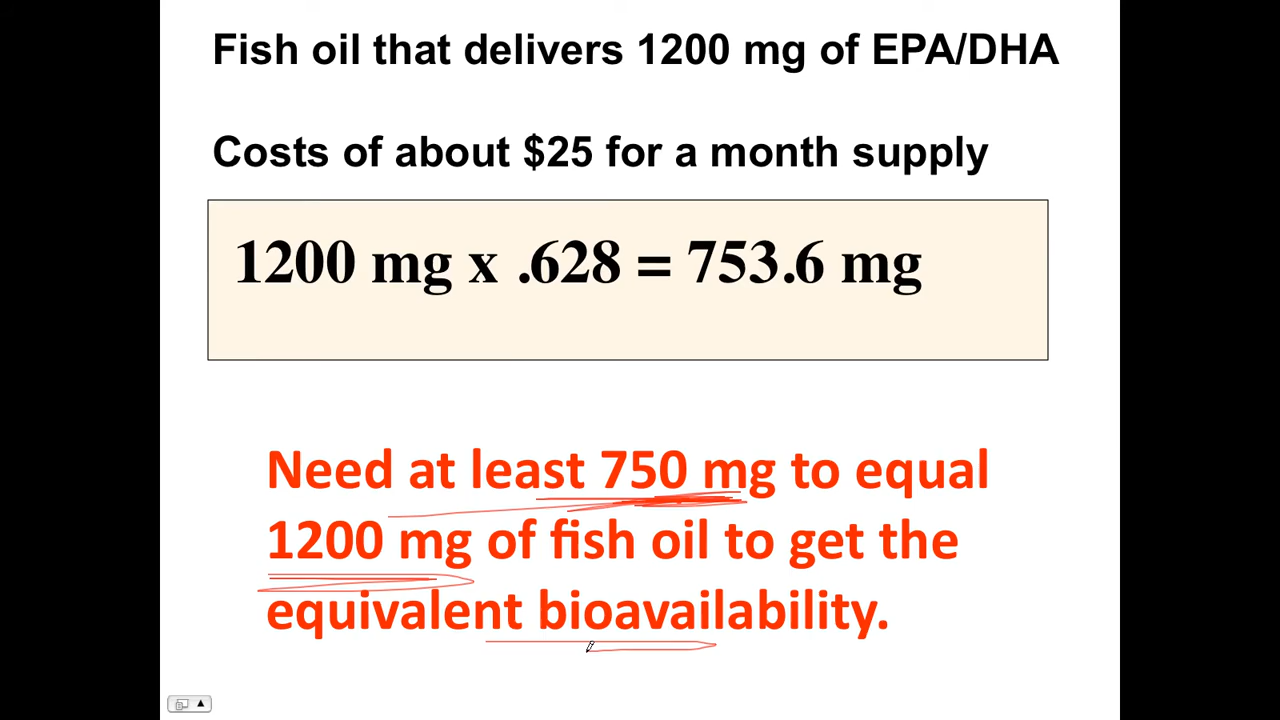 Fish oil that delivers 1200 mg of EPA/DHA
Costs of about $25 for a month supply
1200 mg x .628 = 753.6 mg
Need at least 750 mg to equal
1200 mg of fish oil to get the
equivalent bioavailability.